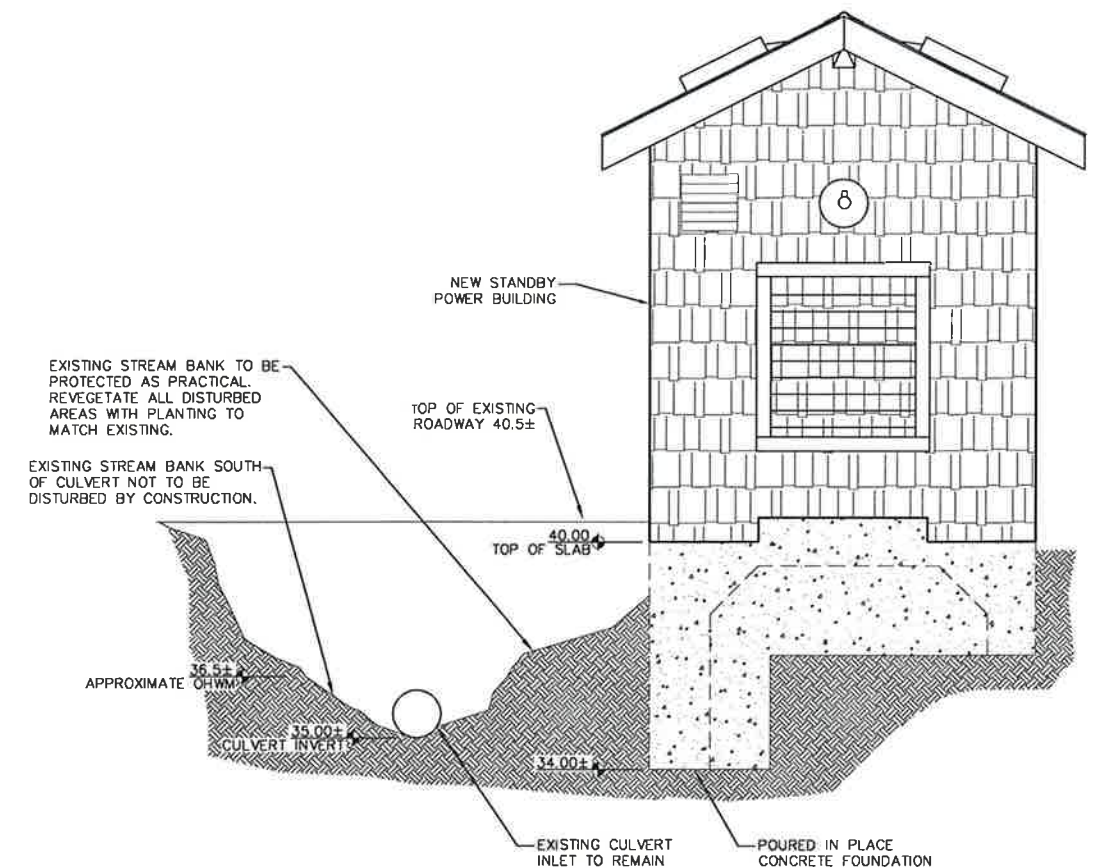 NEW STANDBY
POWER BUILDING
EXISTING STREAM BANK TO BE
PROTECTED AS PRACTICAL.
REVEGETATE ALL DISTURBED
AREAS WITH PLANTING TO
MATCH EXISTING.
TOP OF EXISTING
ROADWAY 40.5±
EXISTING STREAM BANK SOUTH
OF CULVERT NOT TO BE
DISTURBED BY CONSTRUCTION.
40.00
TOP OF SLAB
36.5±
APPROXIMATE OHWM
35.00±
CULVERT INVERT
34.00±
EXISTING CULVERT
INLET TO REMAIN
POURED IN PLACE
CONCRETE FOUNDATION